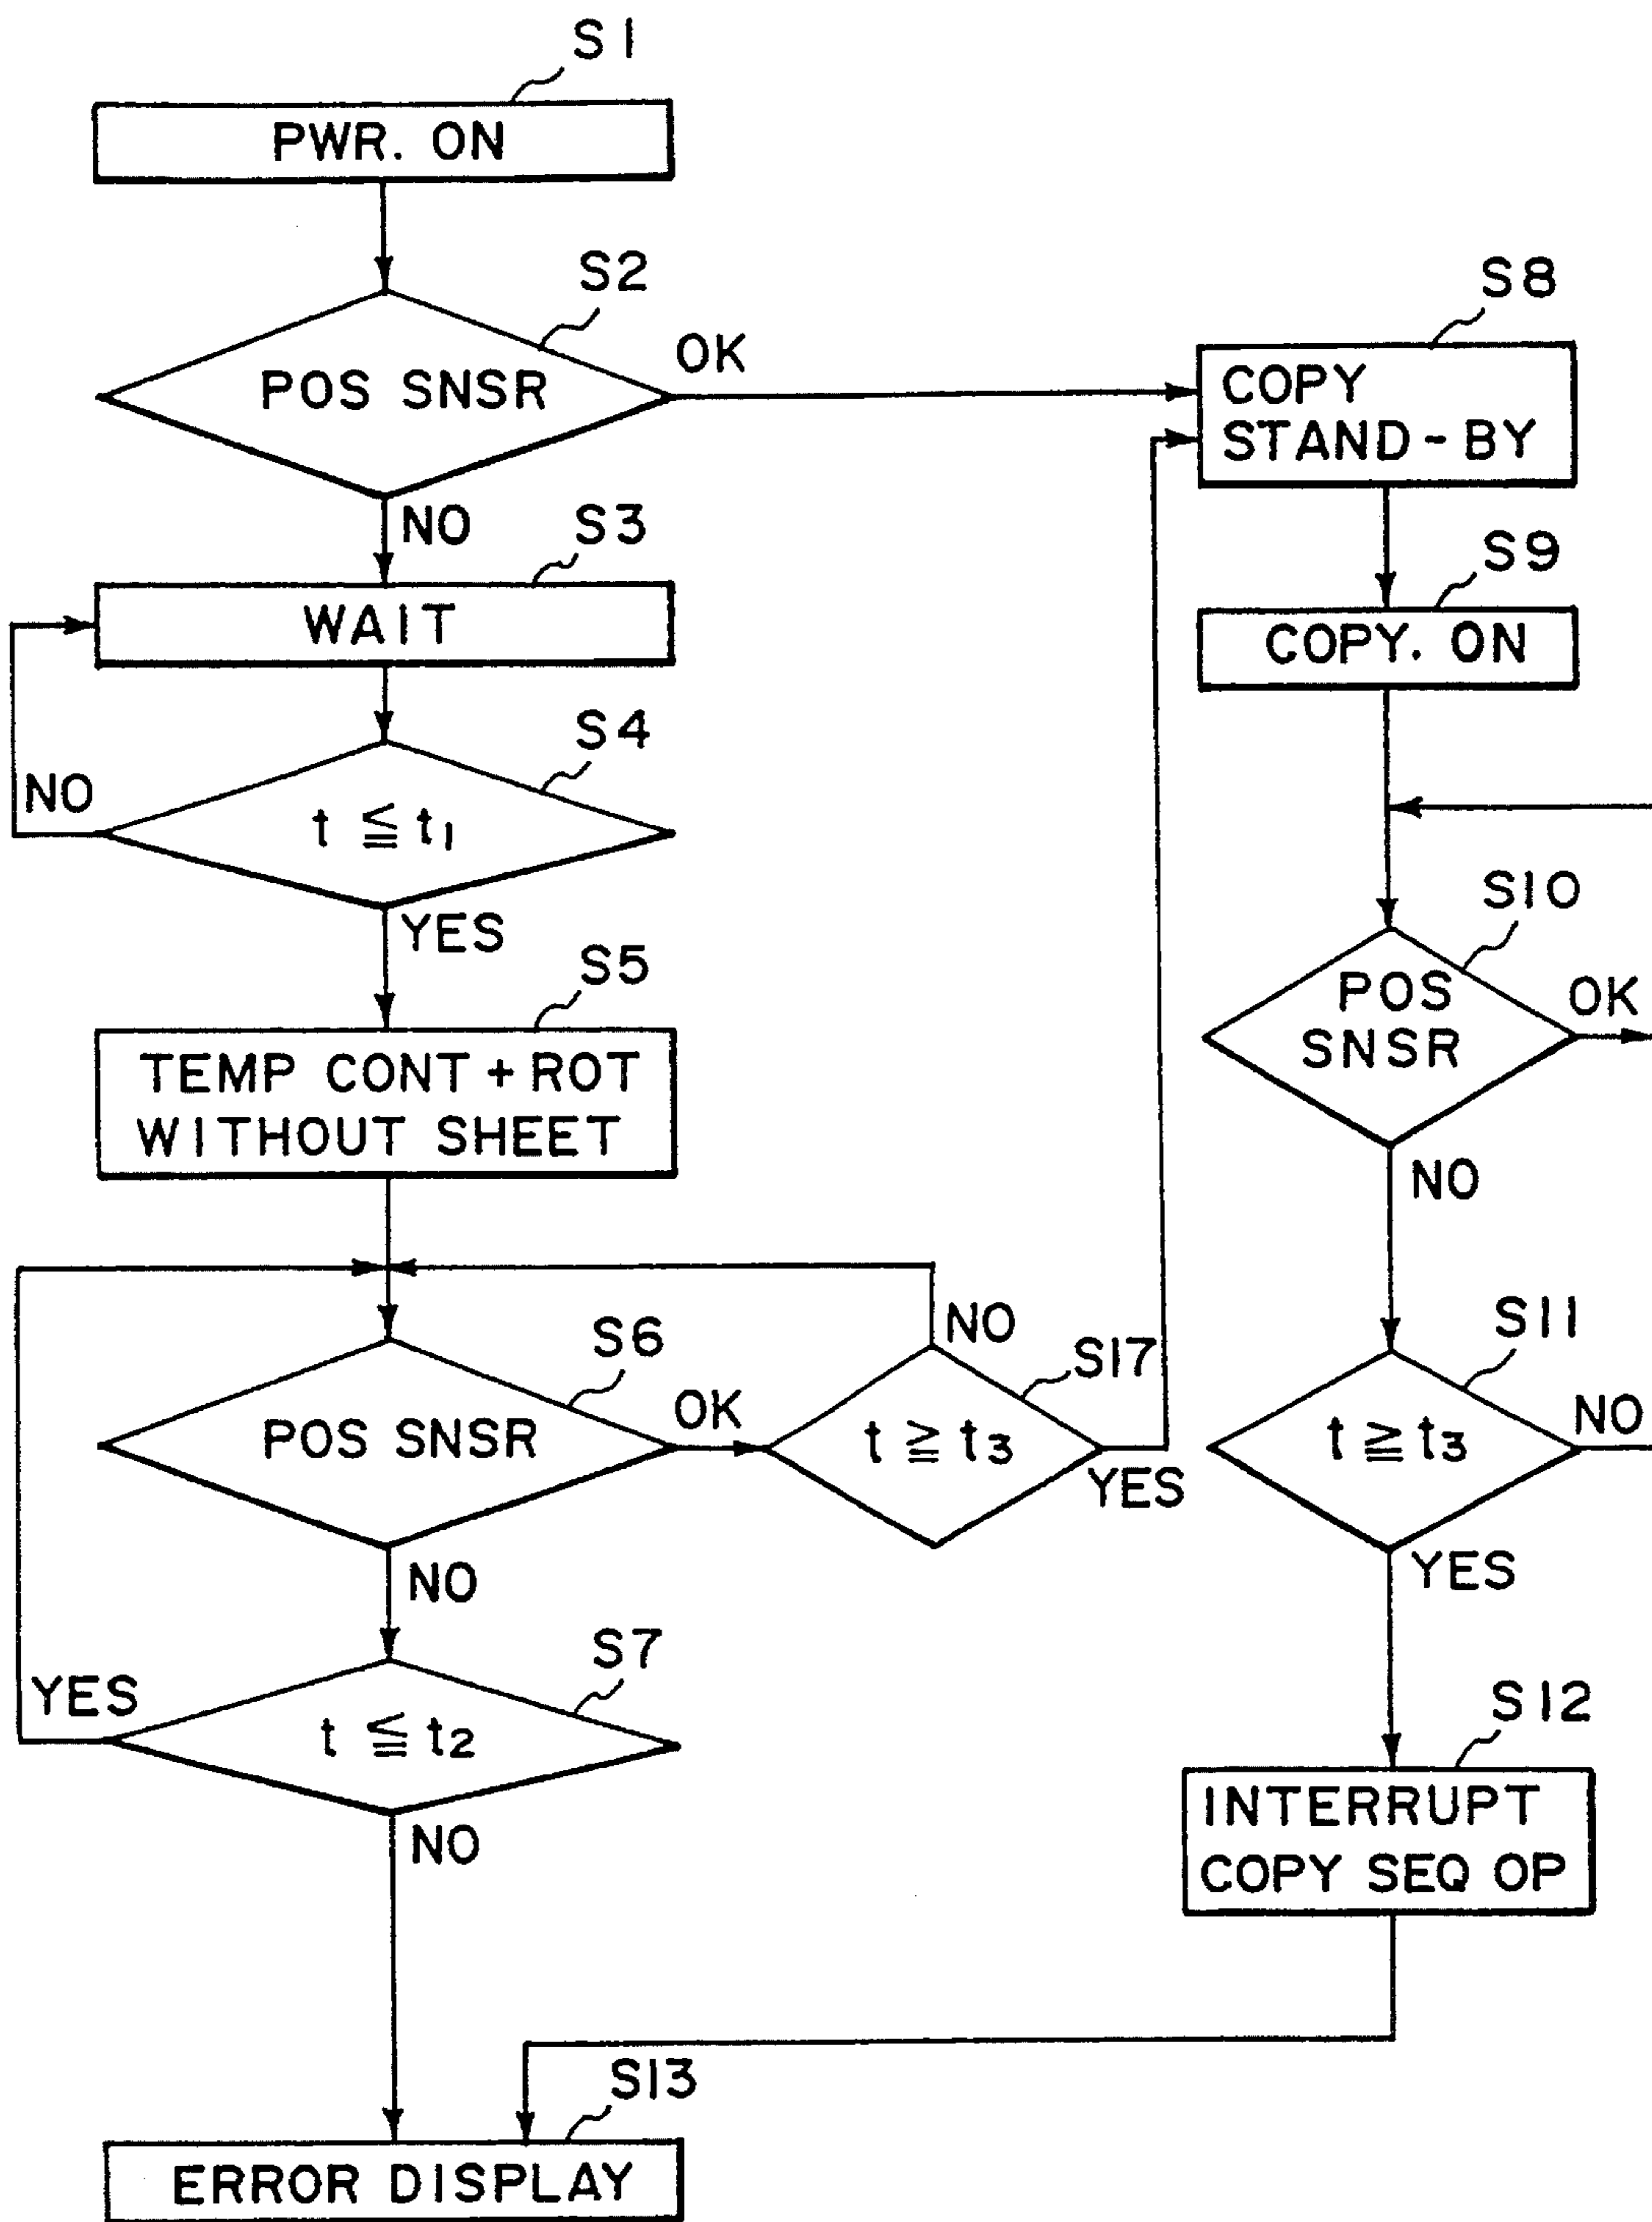 S1
PWR. ON
S2
POS SNSR
OK
NO
S3
WAIT
S4
NO
t ≦ t1
YES
S5
TEMP CONT + ROT
WITHOUT SHEET
S6
POS SNSR
OK
NO
S17
t ≧ t3
NO
YES
S7
YES
t ≦ t2
NO
S8
COPY
STAND-BY
S9
COPY. ON
S10
POS
SNSR
OK
NO
S11
t ≧ t3
NO
YES
S12
INTERRUPT
COPY SEQ OP
S13
ERROR DISPLAY